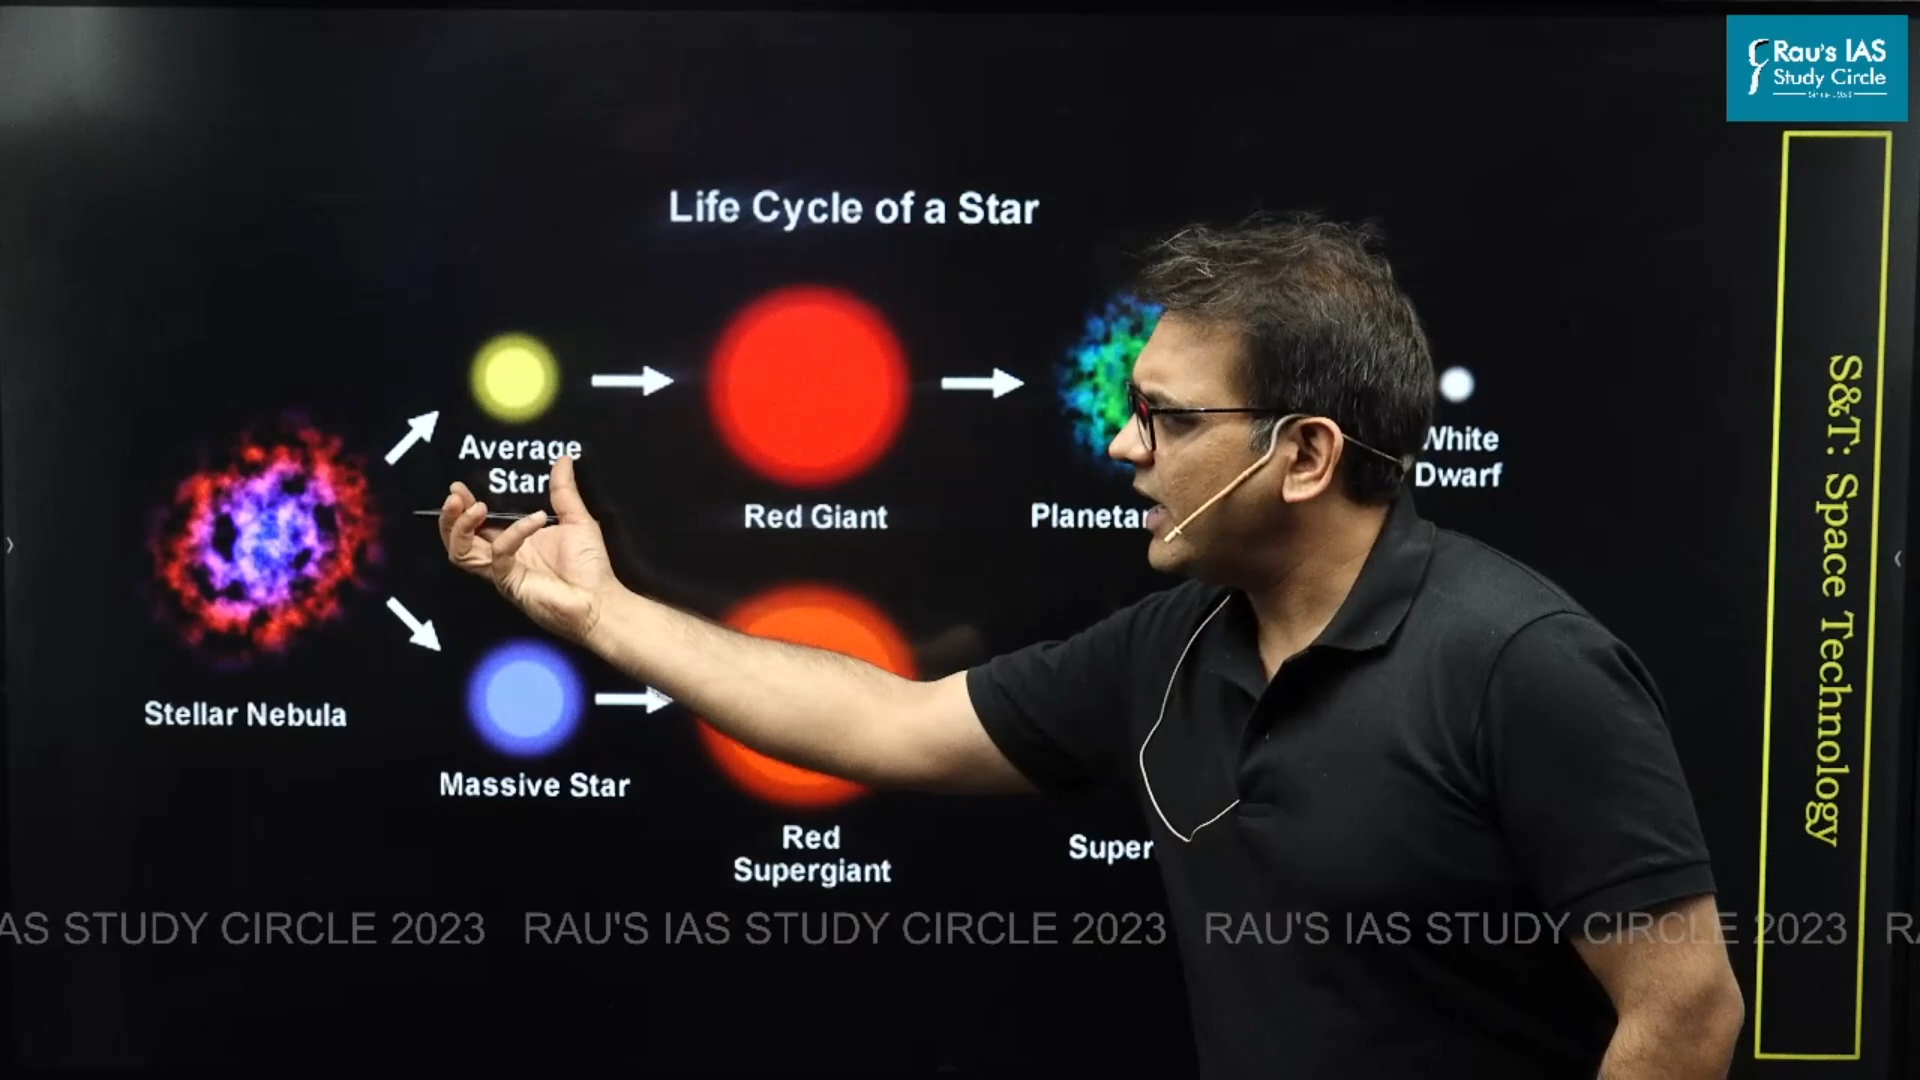 Rau's IAS
Study Circle
Life Cycle of a Star
Average
Star
Red Giant
White
Dwarf
Stellar Nebula
Massive Star
Red
Supergiant
S&T: Space Technology
AS STUDY CIRCLE 2023 RAU'S IAS STUDY CIRCLE 2023 RAU'S IAS STUDY CIRCLE 2023